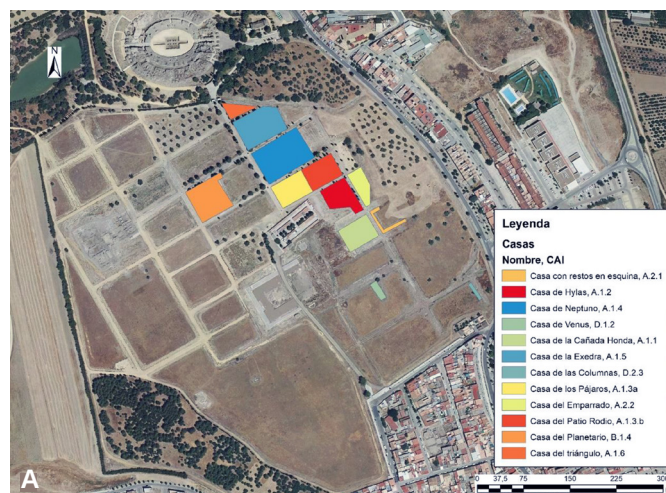 N
Leyenda
Casas
Nombre, CAI
Casa con restos en esquina, A.2.1
Casa de Hylas, A.1.2
Casa de Neptuno, A.1.4
Casa de Venus, D.1.2
Casa de la Cañada Honda, A.1.1
Casa de la Exedra, A.1.5
Casa de las Columnas, D.2.3
Casa de los Pájaros, A.1.3a
Casa del Emparrado, A.2.2
Casa del Patio Rodio, A.1.3.b
Casa del Planetario, B.1.4
Casa del triángulo, A.1.6
A
0 37.5 75 150 225 30